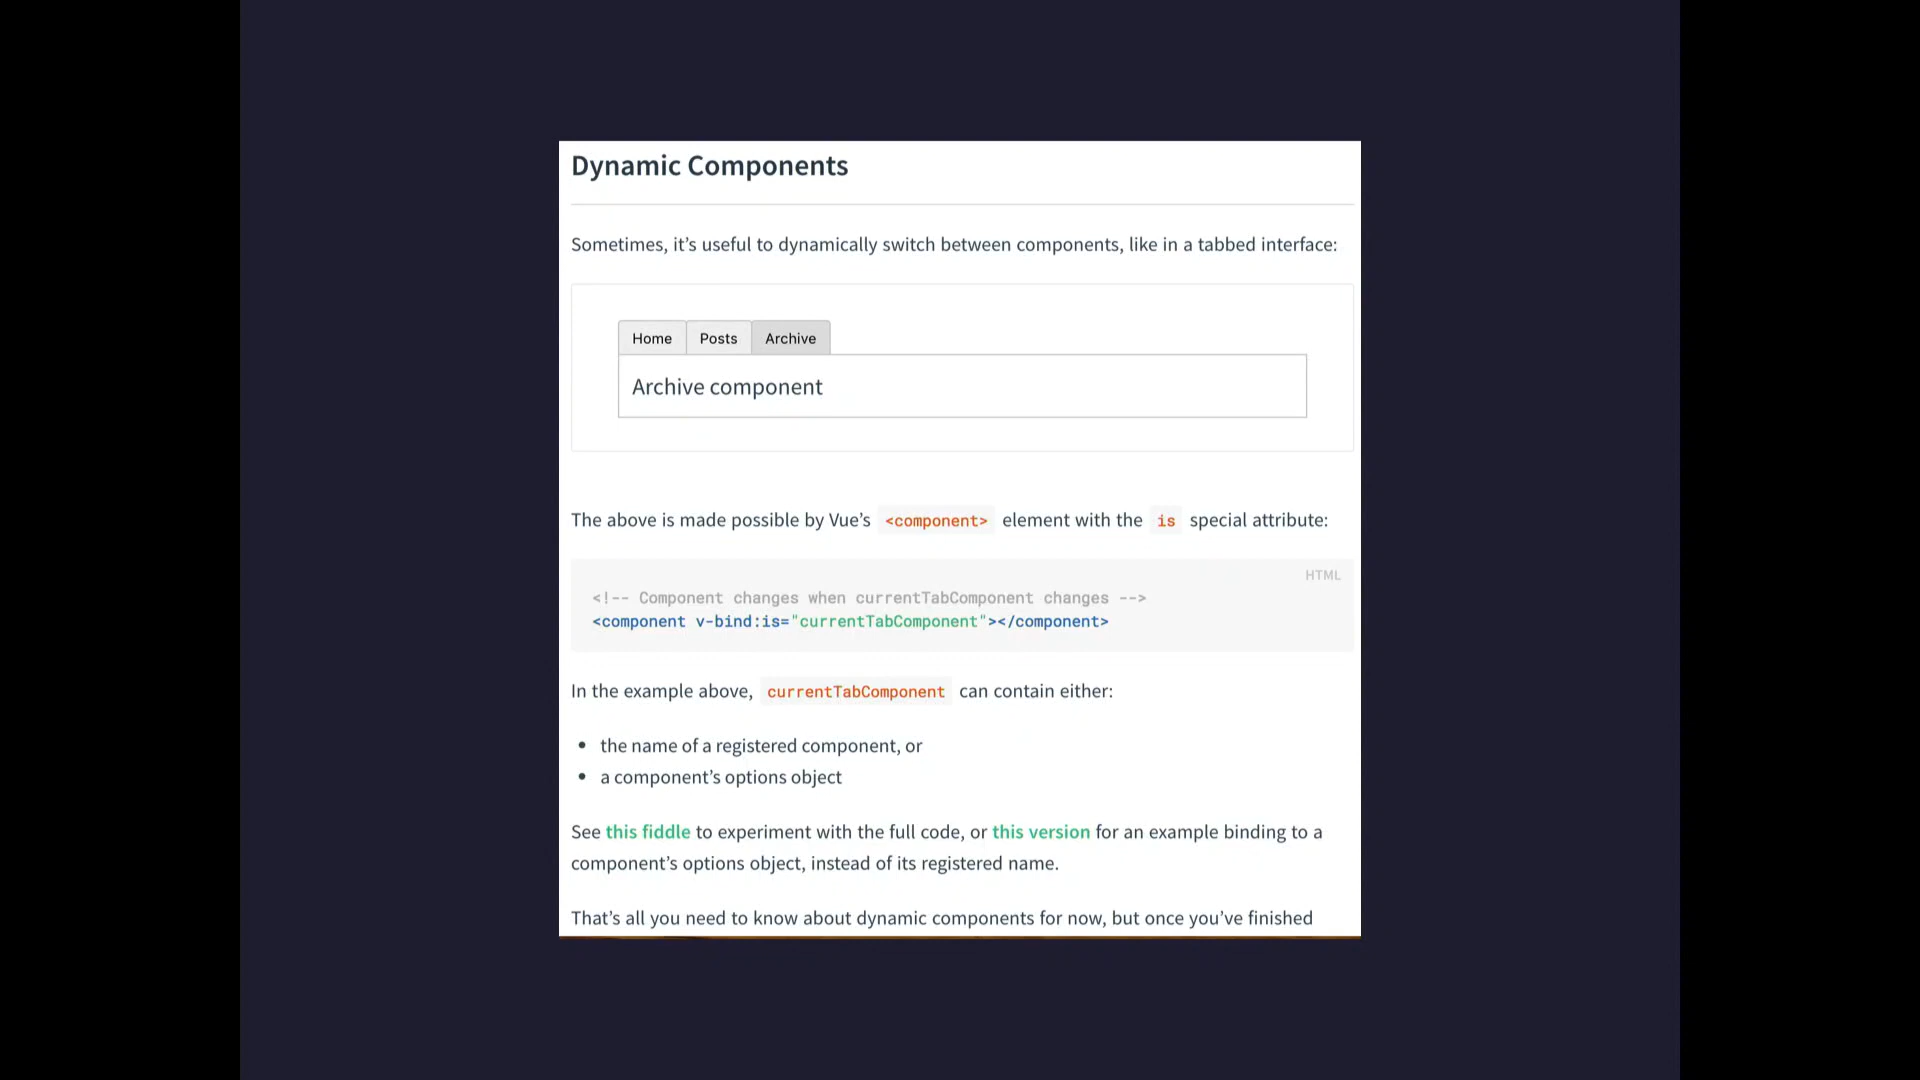 Dynamic Components
Sometimes, it’s useful to dynamically switch between components, like in a tabbed interface:
Home Posts Archive
Archive component
The above is made possible by Vue’s <component> element with the is special attribute:
HTML
<!-- Component changes when currentTabComponent changes -->
<component v-bind:is="currentTabComponent"></component>
In the example above, currentTabComponent can contain either:
• the name of a registered component, or
• a component’s options object
See this fiddle to experiment with the full code, or this version for an example binding to a
component’s options object, instead of its registered name.
That’s all you need to know about dynamic components for now, but once you’ve finished